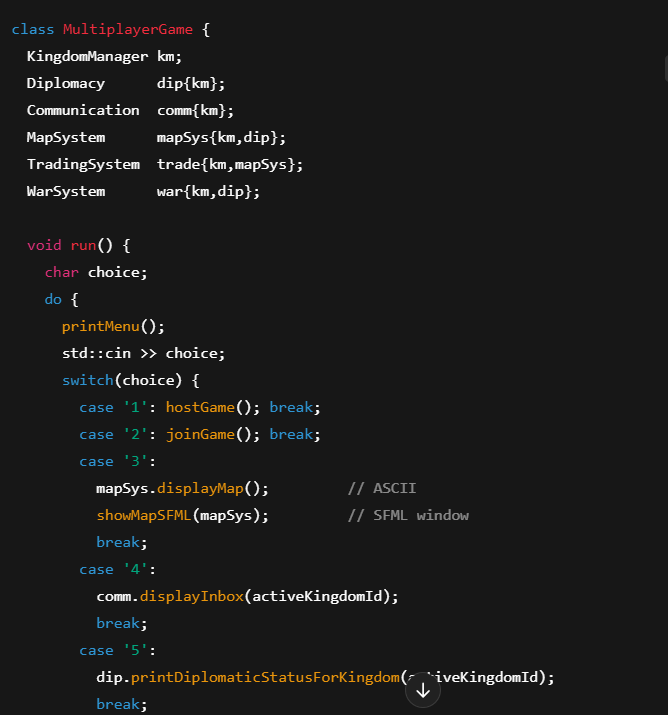 class MultiplayerGame {
  KingdomManager km;
  Diplomacy      dip{km};
  Communication  comm{km};
  MapSystem      mapSys{km,dip};
  TradingSystem  trade{km,mapSys};
  WarSystem      war{km,dip};

  void run() {
    char choice;
    do {
      printMenu();
      std::cin >> choice;
      switch(choice) {
        case '1': hostGame(); break;
        case '2': joinGame(); break;
        case '3':
          mapSys.displayMap();         // ASCII
          showMapSFML(mapSys);         // SFML window
          break;
        case '4':
          comm.displayInbox(activeKingdomId);
          break;
        case '5':
          dip.printDiplomaticStatusForKingdom(activeKingdomId);
          break;